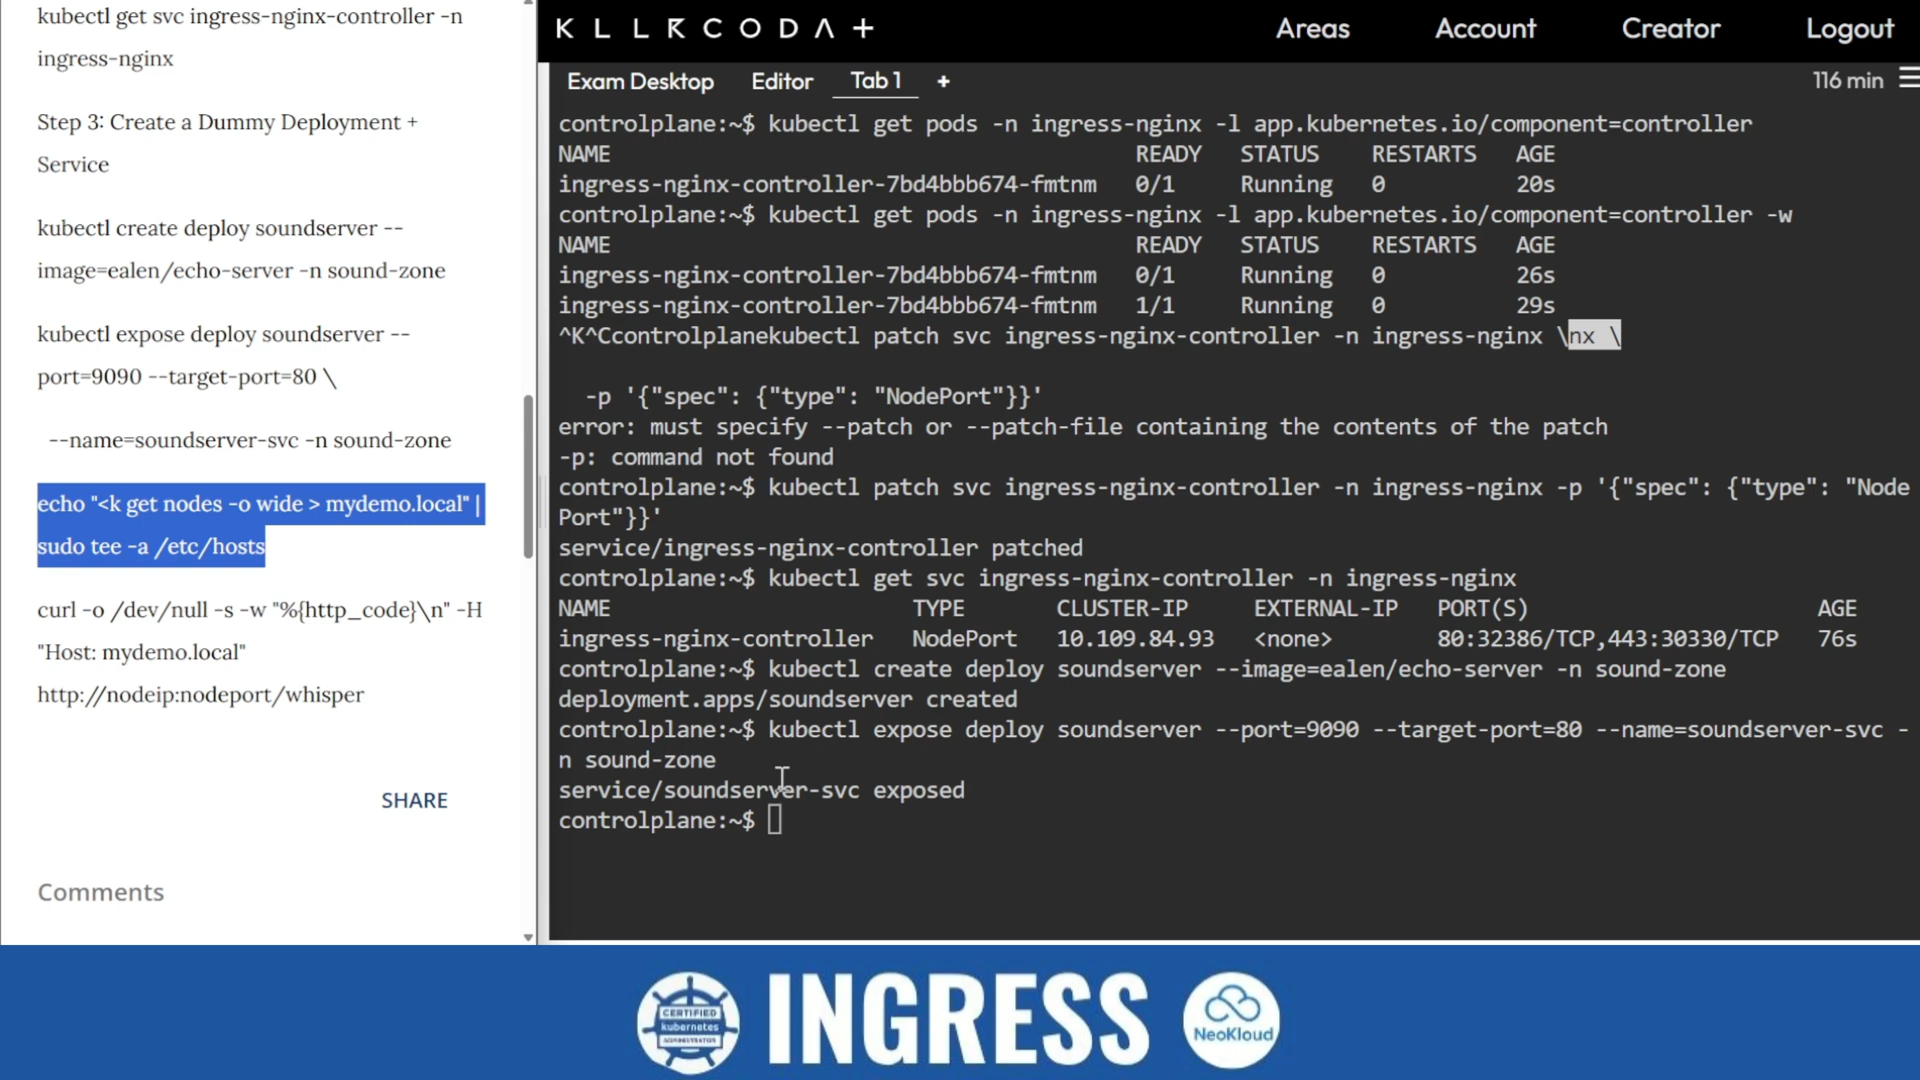 kubectl get svc ingress-nginx-controller -n
ingress-nginx
Step 3: Create a Dummy Deployment +
Service
kubectl create deploy soundserver --
image=ealen/echo-server -n sound-zone
kubectl expose deploy soundserver --
port=9090 --target-port=80 \
--name=soundserver-svc -n sound-zone
echo "<k get nodes -o wide > mydemo.local" |
sudo tee -a /etc/hosts
curl -o /dev/null -s -w "%{http_code}\n" -H
"Host: mydemo.local"
http://nodeip:nodeport/whisper
SHARE
Comments
KLLRCODA+
Areas Account Creator Logout
Exam Desktop Editor Tab 1 + 116 min
controlplane:~$ kubectl get pods -n ingress-nginx -l app.kubernetes.io/component=controller
NAME READY STATUS RESTARTS AGE
ingress-nginx-controller-7bd4bbb674-fmtnm 0/1 Running 0 20s
controlplane:~$ kubectl get pods -n ingress-nginx -l app.kubernetes.io/component=controller -w
NAME READY STATUS RESTARTS AGE
ingress-nginx-controller-7bd4bbb674-fmtnm 0/1 Running 0 26s
ingress-nginx-controller-7bd4bbb674-fmtnm 1/1 Running 0 29s
^K^Ccontrolplanekubectl patch svc ingress-nginx-controller -n ingress-nginx \nx \
-p '{"spec": {"type": "NodePort"}}'
error: must specify --patch or --patch-file containing the contents of the patch
-p: command not found
controlplane:~$ kubectl patch svc ingress-nginx-controller -n ingress-nginx -p '{"spec": {"type": "Node
Port"}}'
service/ingress-nginx-controller patched
controlplane:~$ kubectl get svc ingress-nginx-controller -n ingress-nginx
NAME TYPE CLUSTER-IP EXTERNAL-IP PORT(S) AGE
ingress-nginx-controller NodePort 10.109.84.93 <none> 80:32386/TCP,443:30330/TCP 76s
controlplane:~$ kubectl create deploy soundserver --image=ealen/echo-server -n sound-zone
deployment.apps/soundserver created
controlplane:~$ kubectl expose deploy soundserver --port=9090 --target-port=80 --name=soundserver-svc -
n sound-zone
service/soundserver-svc exposed
controlplane:~$
CERTIFIED
kubernetes
ADMINISTRATOR
INGRESS
NeoKloud